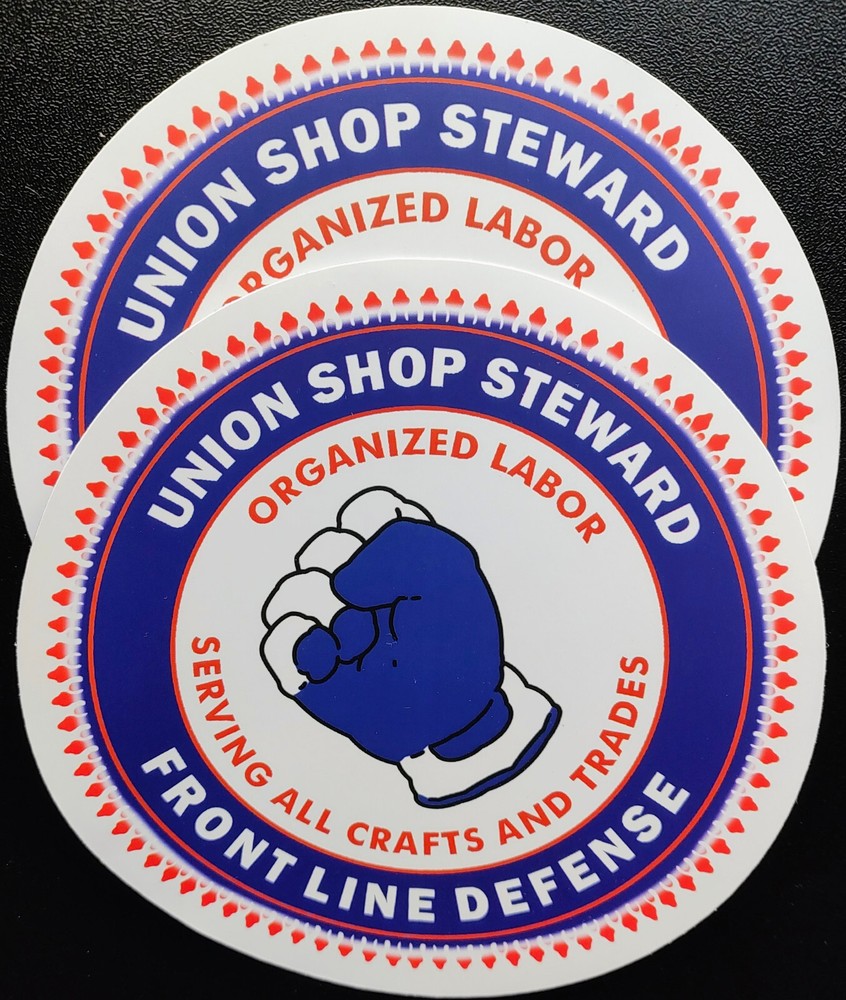 UNION SHOP STEWARD
ORGANIZED LABOR
UNION SHOP STEWARD
ORGANIZED LABOR
SERVING ALL CRAFTS AND TRADES
FRONT LINE DEFENSE